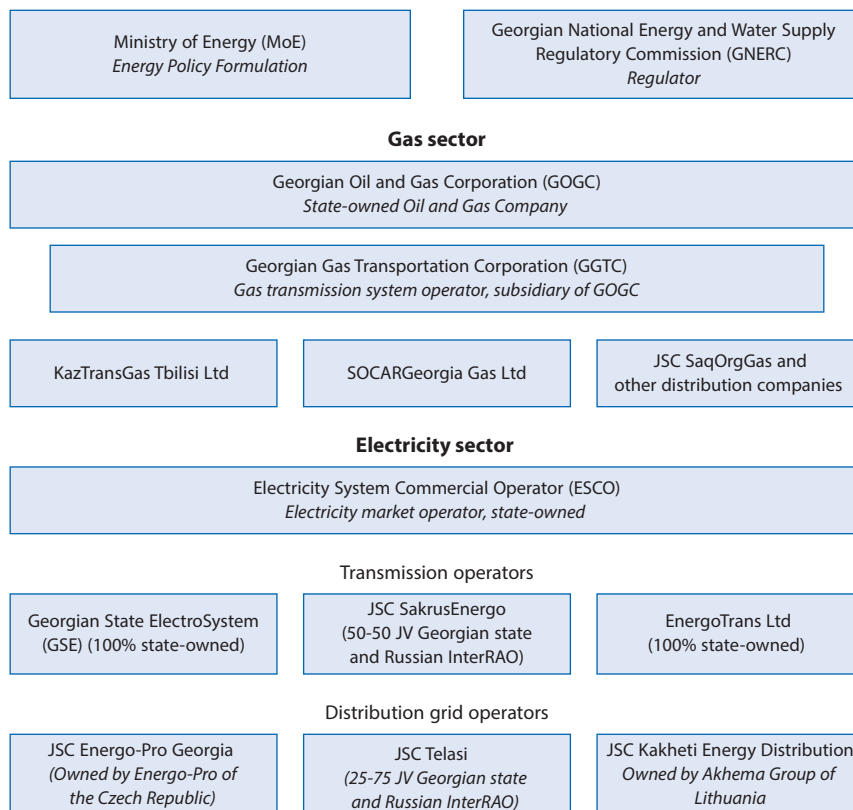 Ministry of Energy (MoE)
Energy Policy Formulation
Georgian National Energy and Water Supply
Regulatory Commission (GNERC)
Regulator
Gas sector
Georgian Oil and Gas Corporation (GOGC)
State-owned Oil and Gas Company
Georgian Gas Transportation Corporation (GGTC)
Gas transmission system operator, subsidiary of GOGC
KazTransGas Tbilisi Ltd
SOCARGeorgia Gas Ltd
JSC SaqOrgGas and
other distribution companies
Electricity sector
Electricity System Commercial Operator (ESCO)
Electricity market operator, state-owned
Transmission operators
Georgian State ElectroSystem
(GSE) (100% state-owned)
JSC SakrusEnergo
(50-50 JV Georgian state
and Russian InterRAO)
EnergoTrans Ltd
(100% state-owned)
Distribution grid operators
JSC Energo-Pro Georgia
(Owned by Energo-Pro of
the Czech Republic)
JSC Telasi
(25-75 JV Georgian state
and Russian InterRAO)
JSC Kakheti Energy Distribution
Owned by Akhema Group of
Lithuania